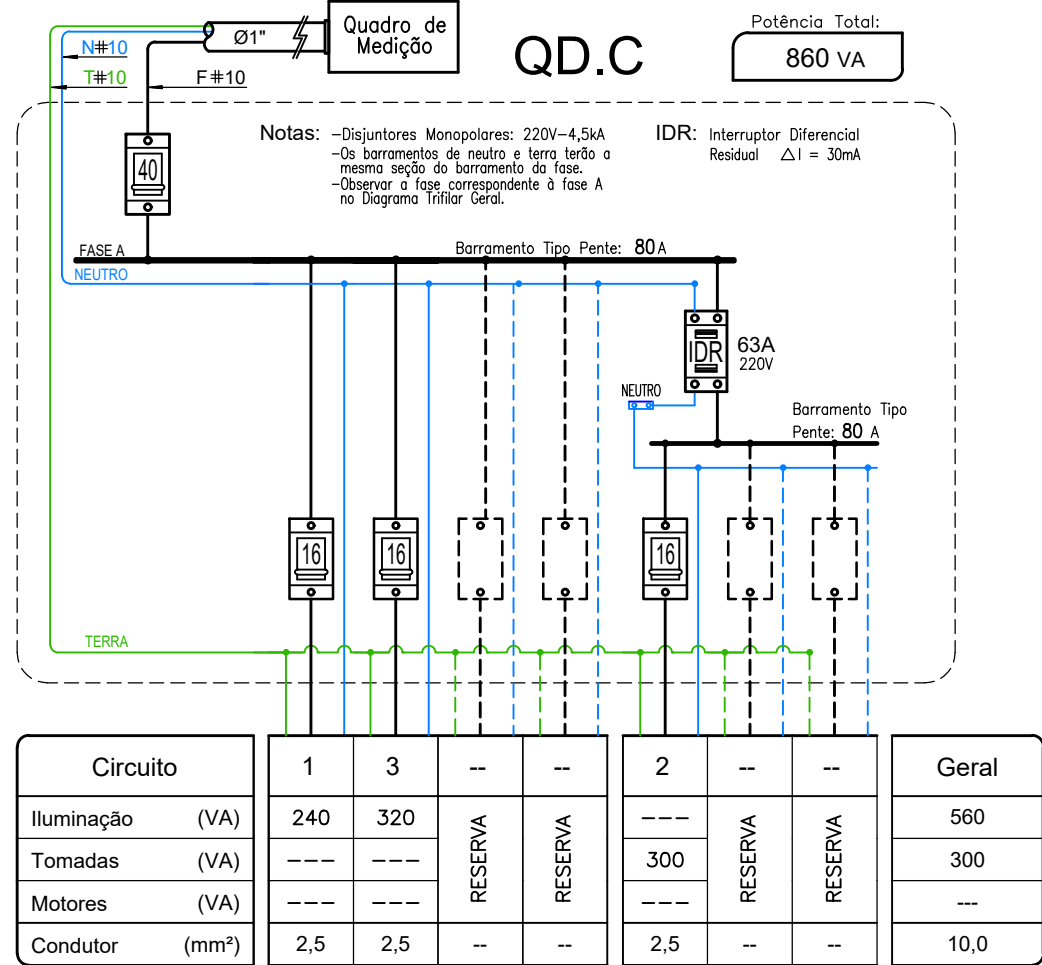 Quadro de
Medição
Ø1"
N#10
T#10
F#10
QD.C
Potência Total:
860 VA
Notas: -Disjuntores Monopolares: 220V-4,5kA
-Os barramentos de neutro e terra terão a
mesma seção do barramento da fase.
-Observar a fase correspondente à fase A
no Diagrama Trifilar Geral.
IDR: Interruptor Diferencial
Residual △I = 30mA
40
FASE A
Barramento Tipo Pente: 80A
NEUTRO
IDR
63A
220V
NEUTRO
Barramento Tipo
Pente: 80 A
16
16
16
TERRA
Circuito 1 3 -- -- 2 -- -- Geral
Iluminação (VA) 240 320 RESERVA RESERVA --- RESERVA RESERVA 560
Tomadas (VA) --- --- 300 300
Motores (VA) --- --- --- ---
Condutor (mm²) 2,5 2,5 -- -- 2,5 -- -- 10,0